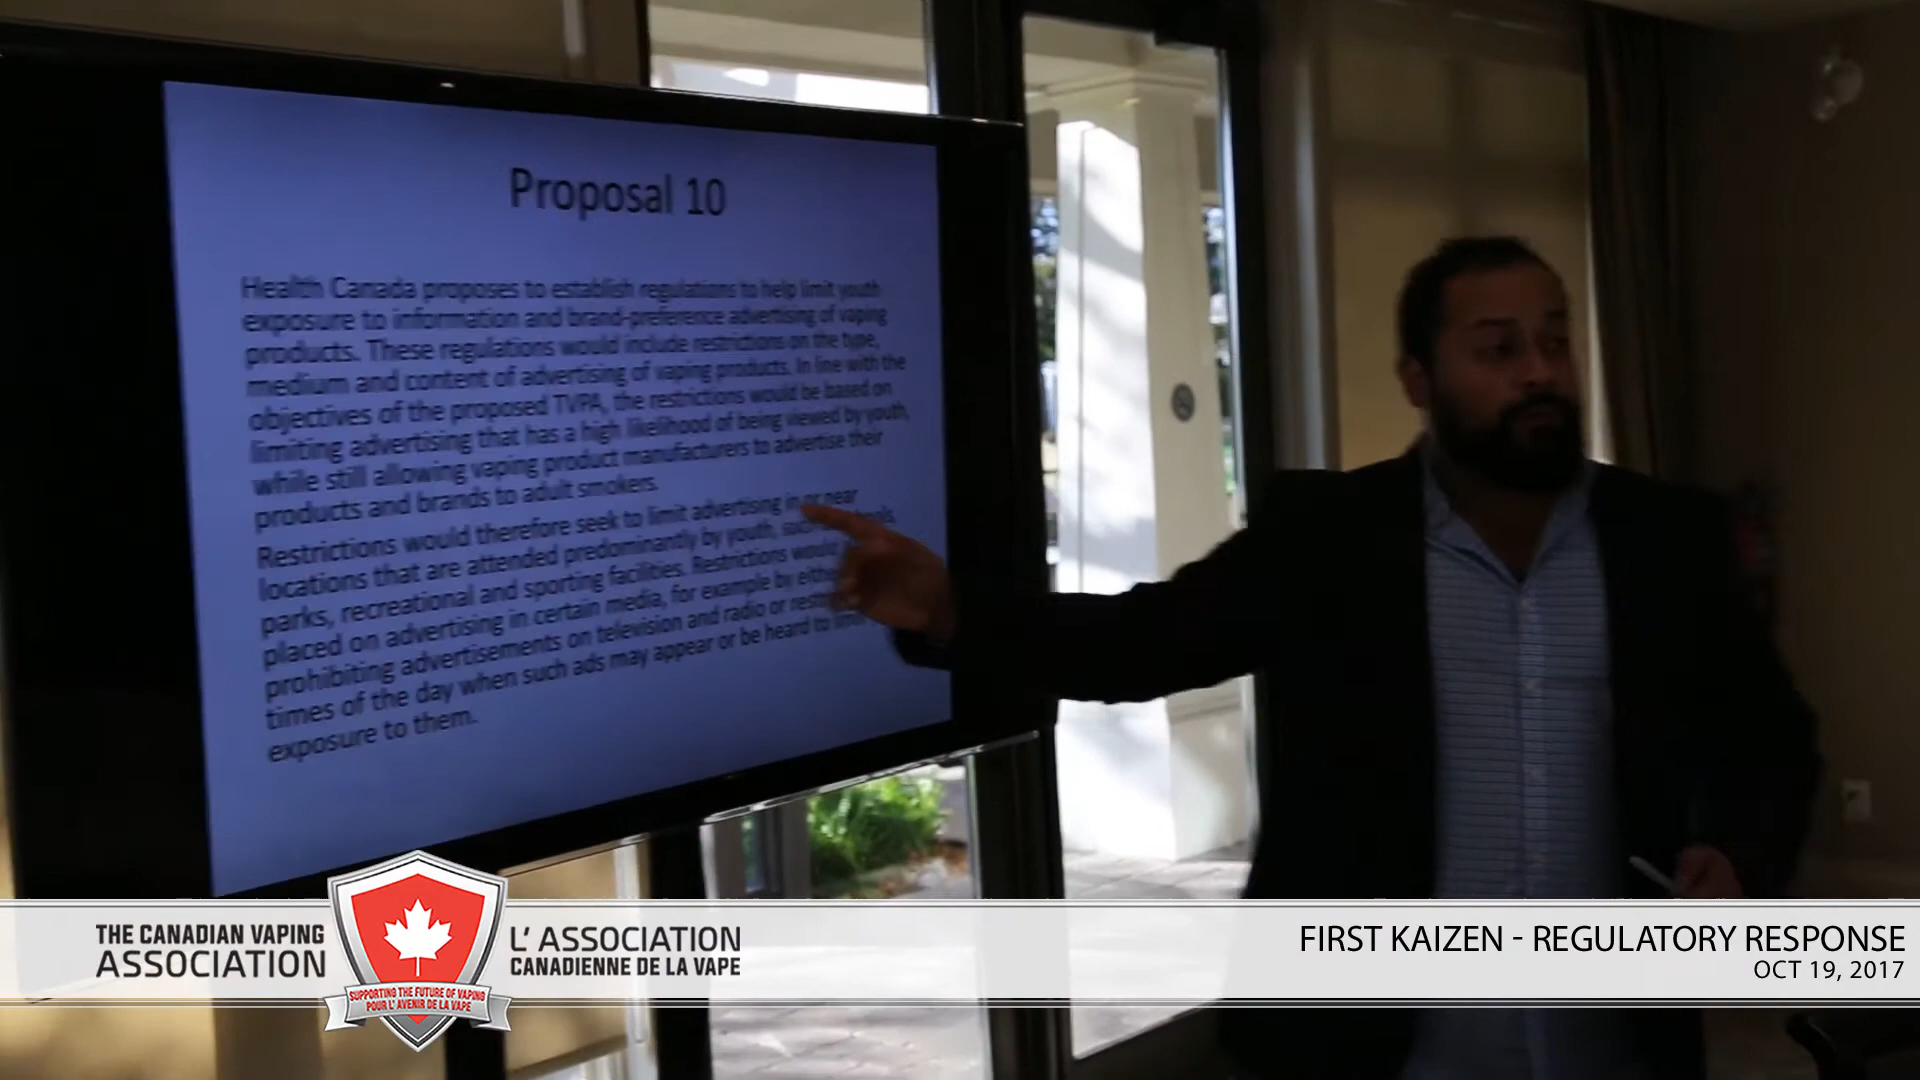 Proposal 10
Health Canada proposes to establish regulations to help limit youth
exposure to information and brand-preference advertising of vaping
products. These regulations would include restrictions on the type,
medium and content of advertising of vaping products. In line with the
objectives of the proposed TVPA, the restrictions would be based on
limiting advertising that has a high likelihood of being viewed by youth,
while still allowing vaping product manufacturers to advertise their
products and brands to adult smokers.
Restrictions would therefore seek to limit advertising in or near
locations that are attended predominantly by youth,
parks, recreational and sporting facilities. Restrictions would
placed on advertising in certain media, for example by
prohibiting advertisements on television and radio or
times of the day when such ads may appear or be heard to
exposure to them.
THE CANADIAN VAPING
ASSOCIATION
SUPPORTING THE FUTURE OF VAPING
POUR L' AVENIR DE LA VAPE
L' ASSOCIATION
CANADIENNE DE LA VAPE
FIRST KAIZEN - REGULATORY RESPONSE
OCT 19, 2017